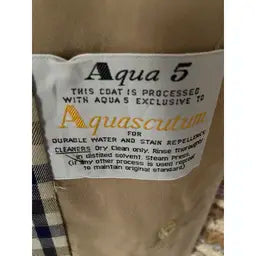 Aqua 5
THIS COAT IS PROCESSED
WITH AQUA 5 EXCLUSIVE TO
Aquascutum
FOR
DURABLE WATER AND STAIN REPELLENCY
CLEANERS: Dry Clean only. Rinse thoroughly
in distilled solvent. Steam Press.
(if any other process is used reproof
to maintain original standard)